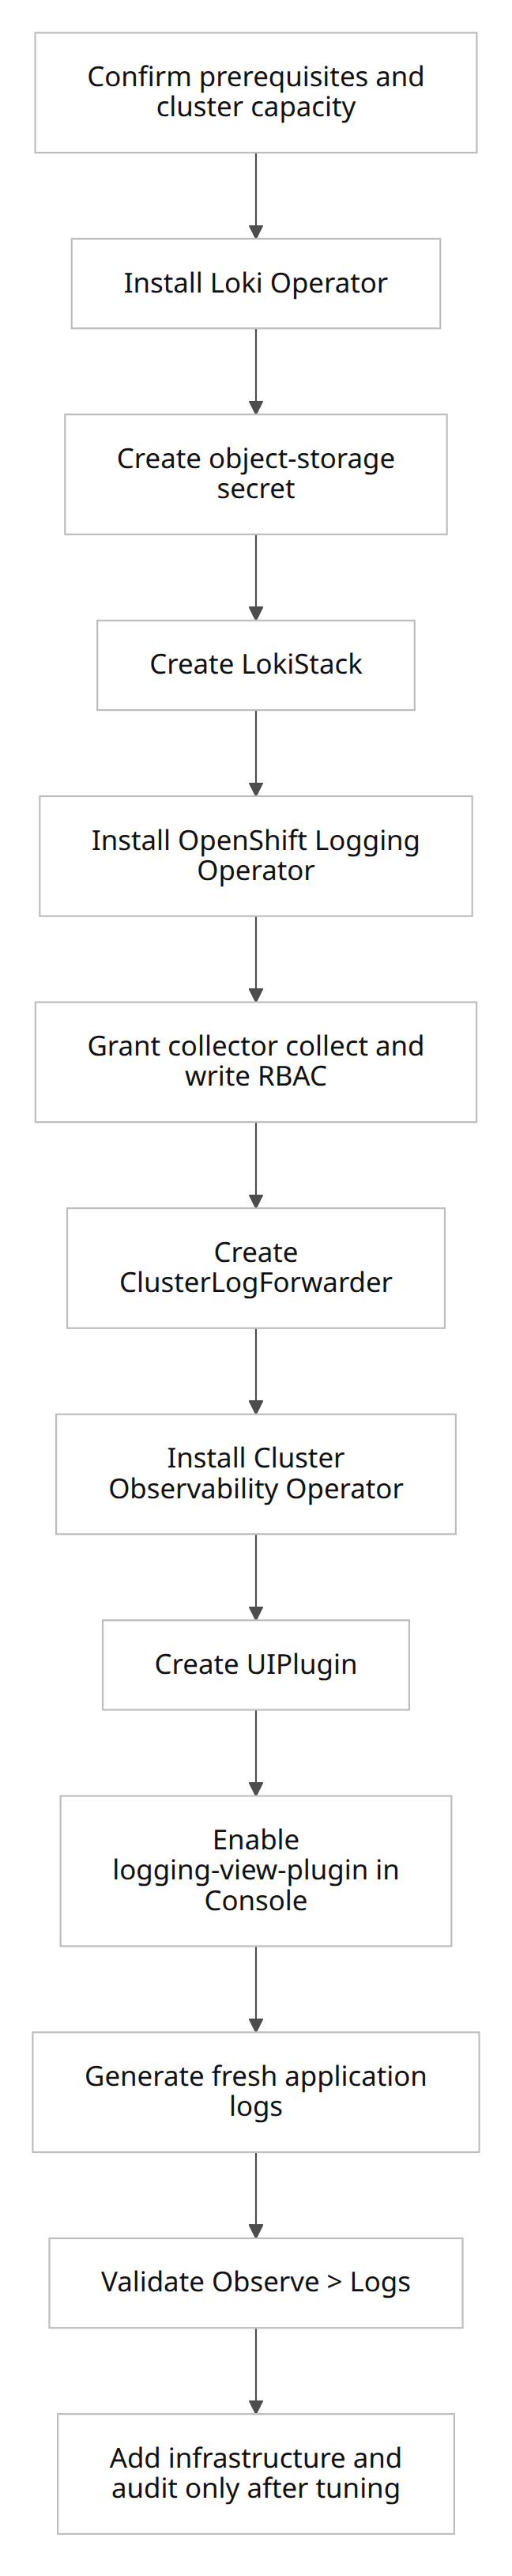 Confirm prerequisites and
cluster capacity
Install Loki Operator
Create object-storage
secret
Create LokiStack
Install OpenShift Logging
Operator
Grant collector collect and
write RBAC
Create
ClusterLogForwarder
Install Cluster
Observability Operator
Create UIPlugin
Enable
logging-view-plugin in
Console
Generate fresh application
logs
Validate Observe > Logs
Add infrastructure and
audit only after tuning